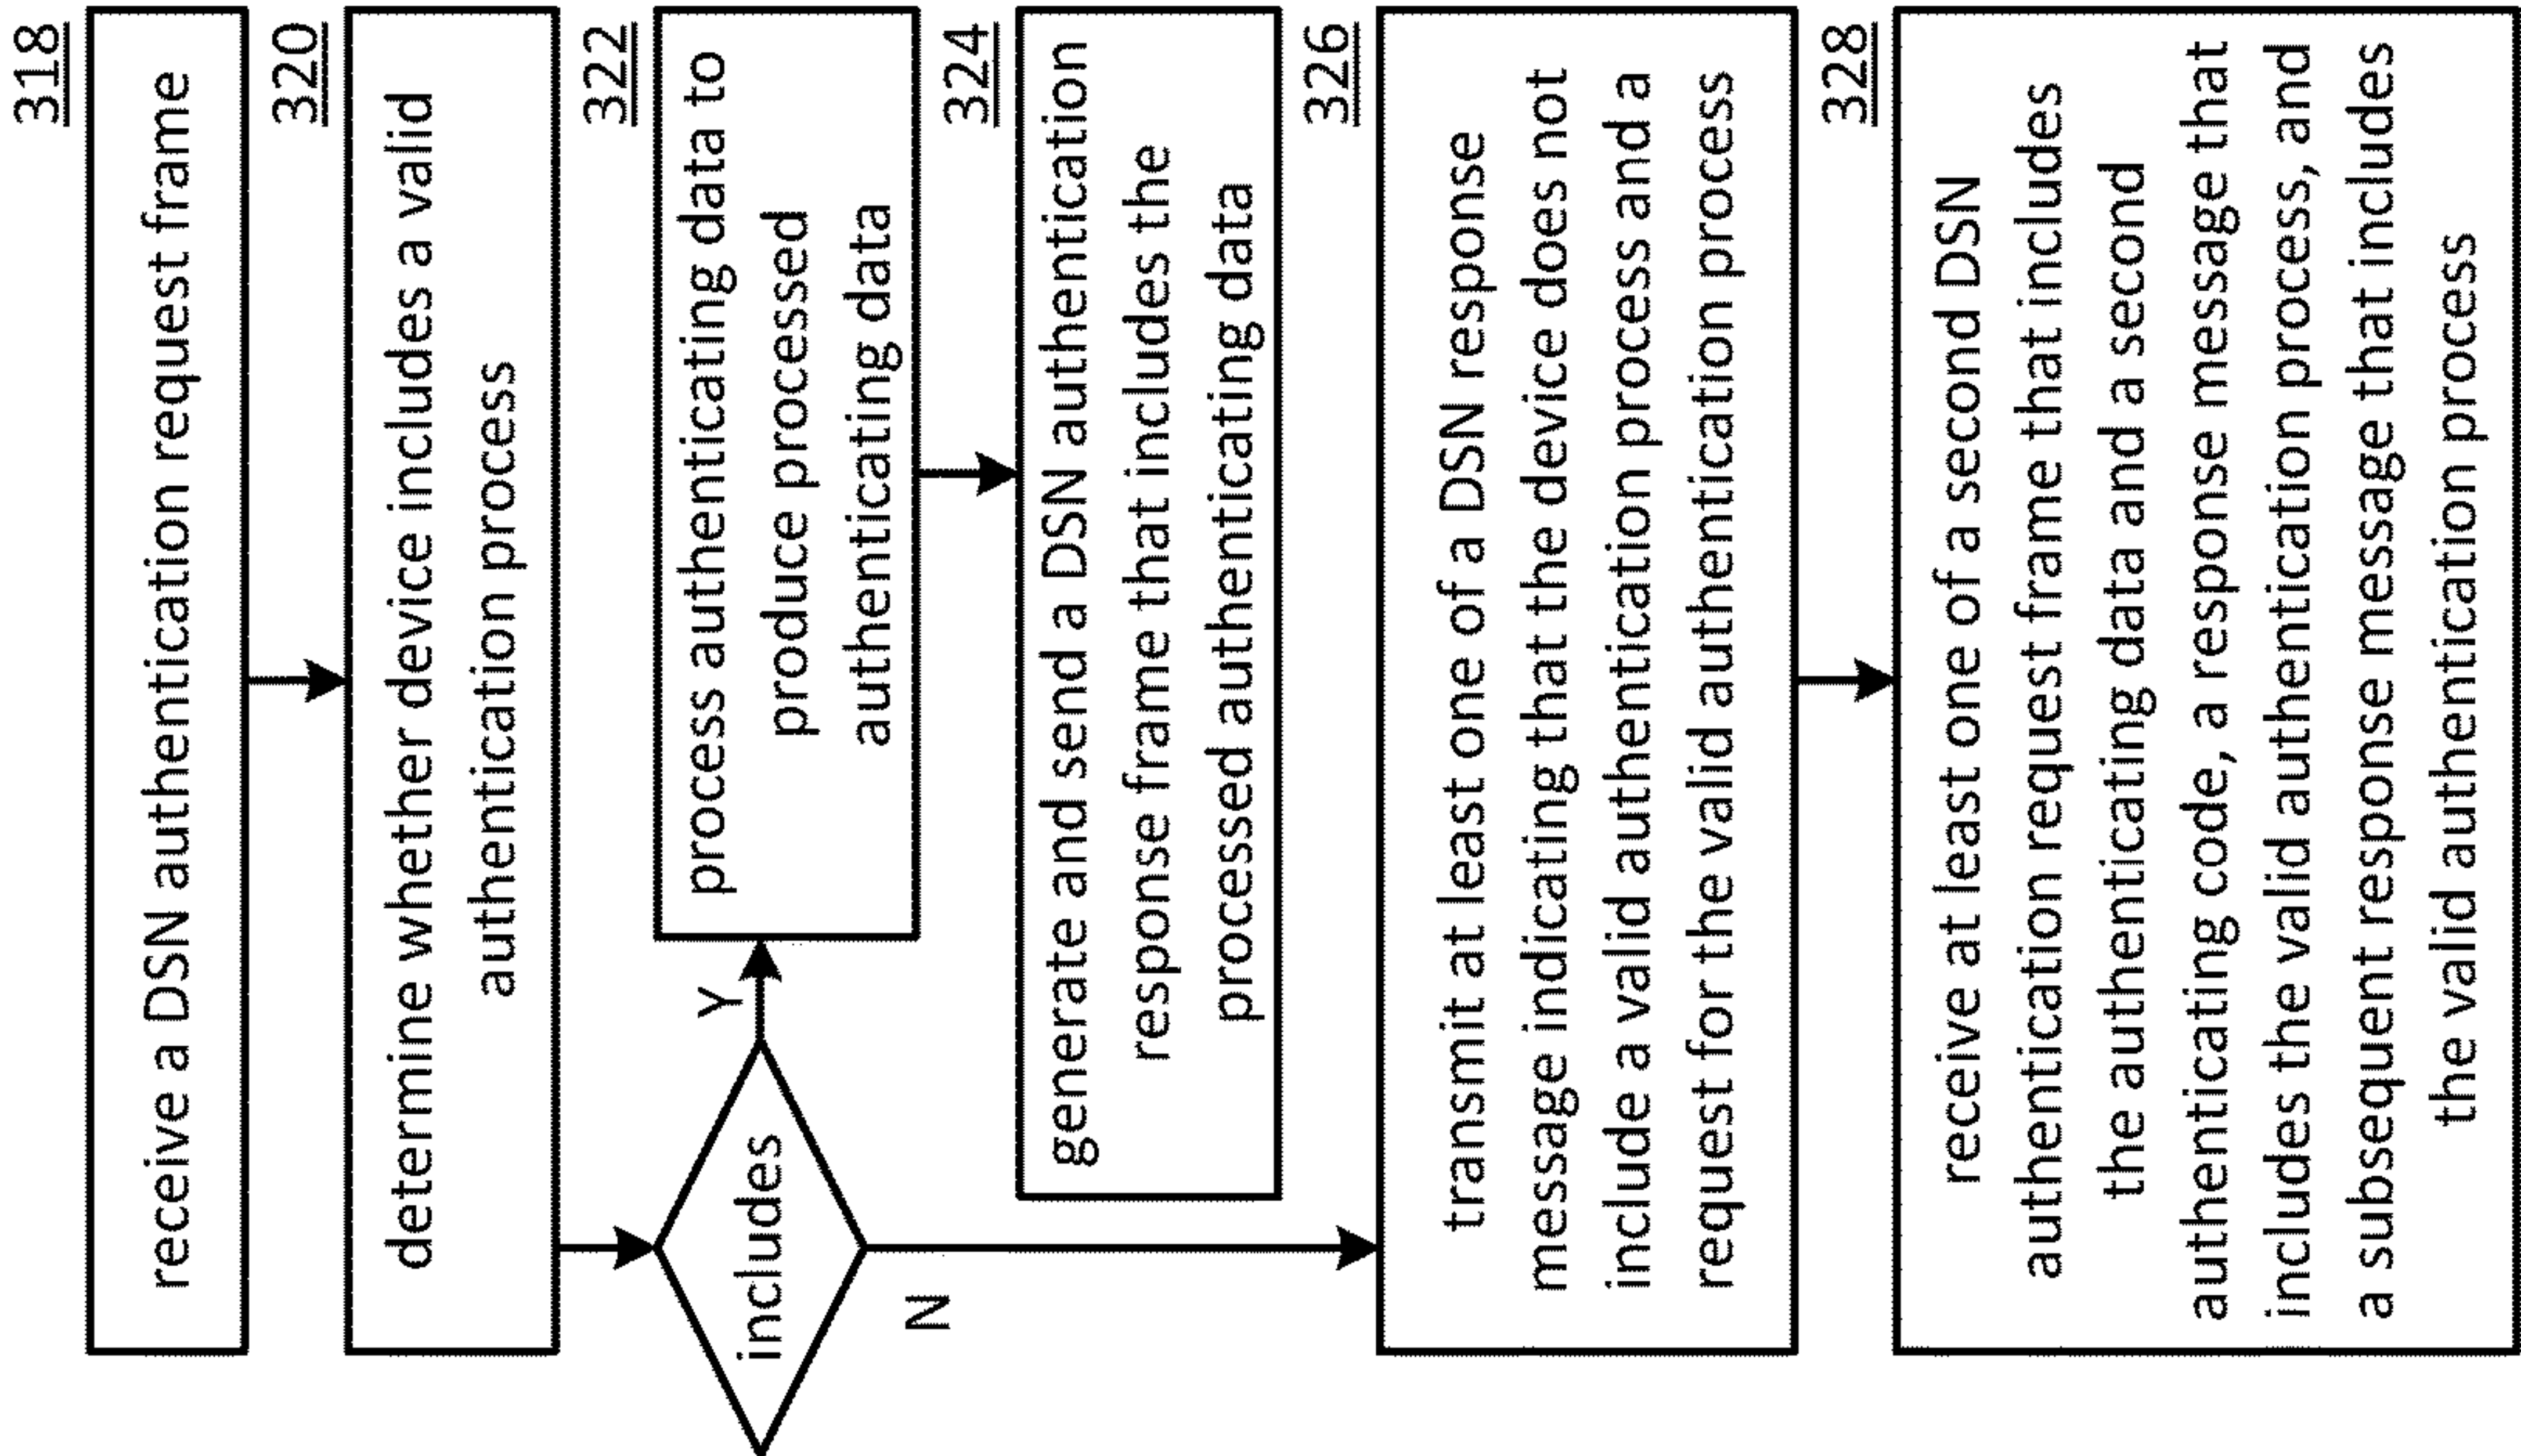 318
receive a DSN authentication request frame
320
determine whether device includes a valid
authentication process
includes
Y
N
322
process authenticating data to
produce processed
authenticating data
324
generate and send a DSN authentication
response frame that includes the
processed authenticating data
326
transmit at least one of a DSN response
message indicating that the device does not
include a valid authentication process and a
request for the valid authentication process
328
receive at least one of a second DSN
authentication request frame that includes
the authenticating data and a second
authenticating code, a response message that
includes the valid authentication process, and
a subsequent response message that includes
the valid authentication process